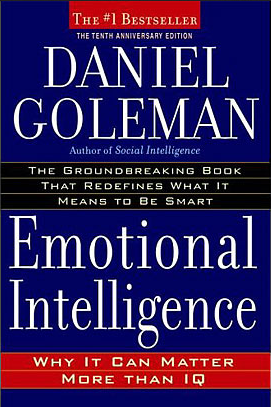 THE #1 BESTSELLER
THE TENTH ANNIVERSARY EDITION
DANIEL
GOLEMAN
Author of Social Intelligence
THE GROUNDBREAKING BOOK
THAT REDEFINES WHAT IT
MEANS TO BE SMART
Emotional
Intelligence
WHY IT CAN MATTER
MORE THAN IQ